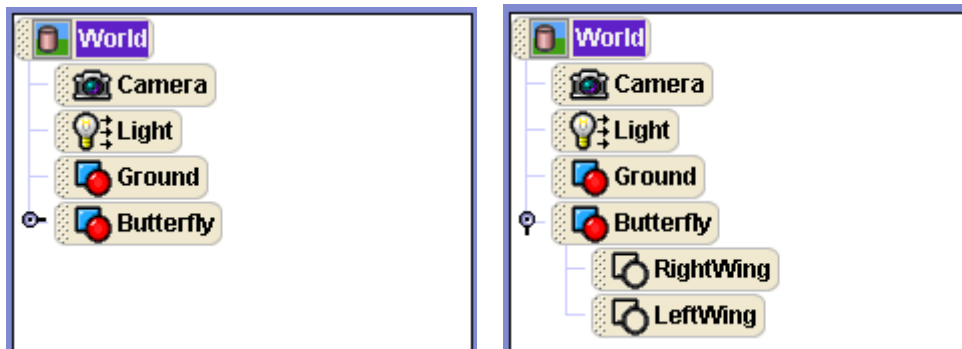 World
Camera
Light
Ground
Butterfly
World
Camera
Light
Ground
Butterfly
RightWing
LeftWing